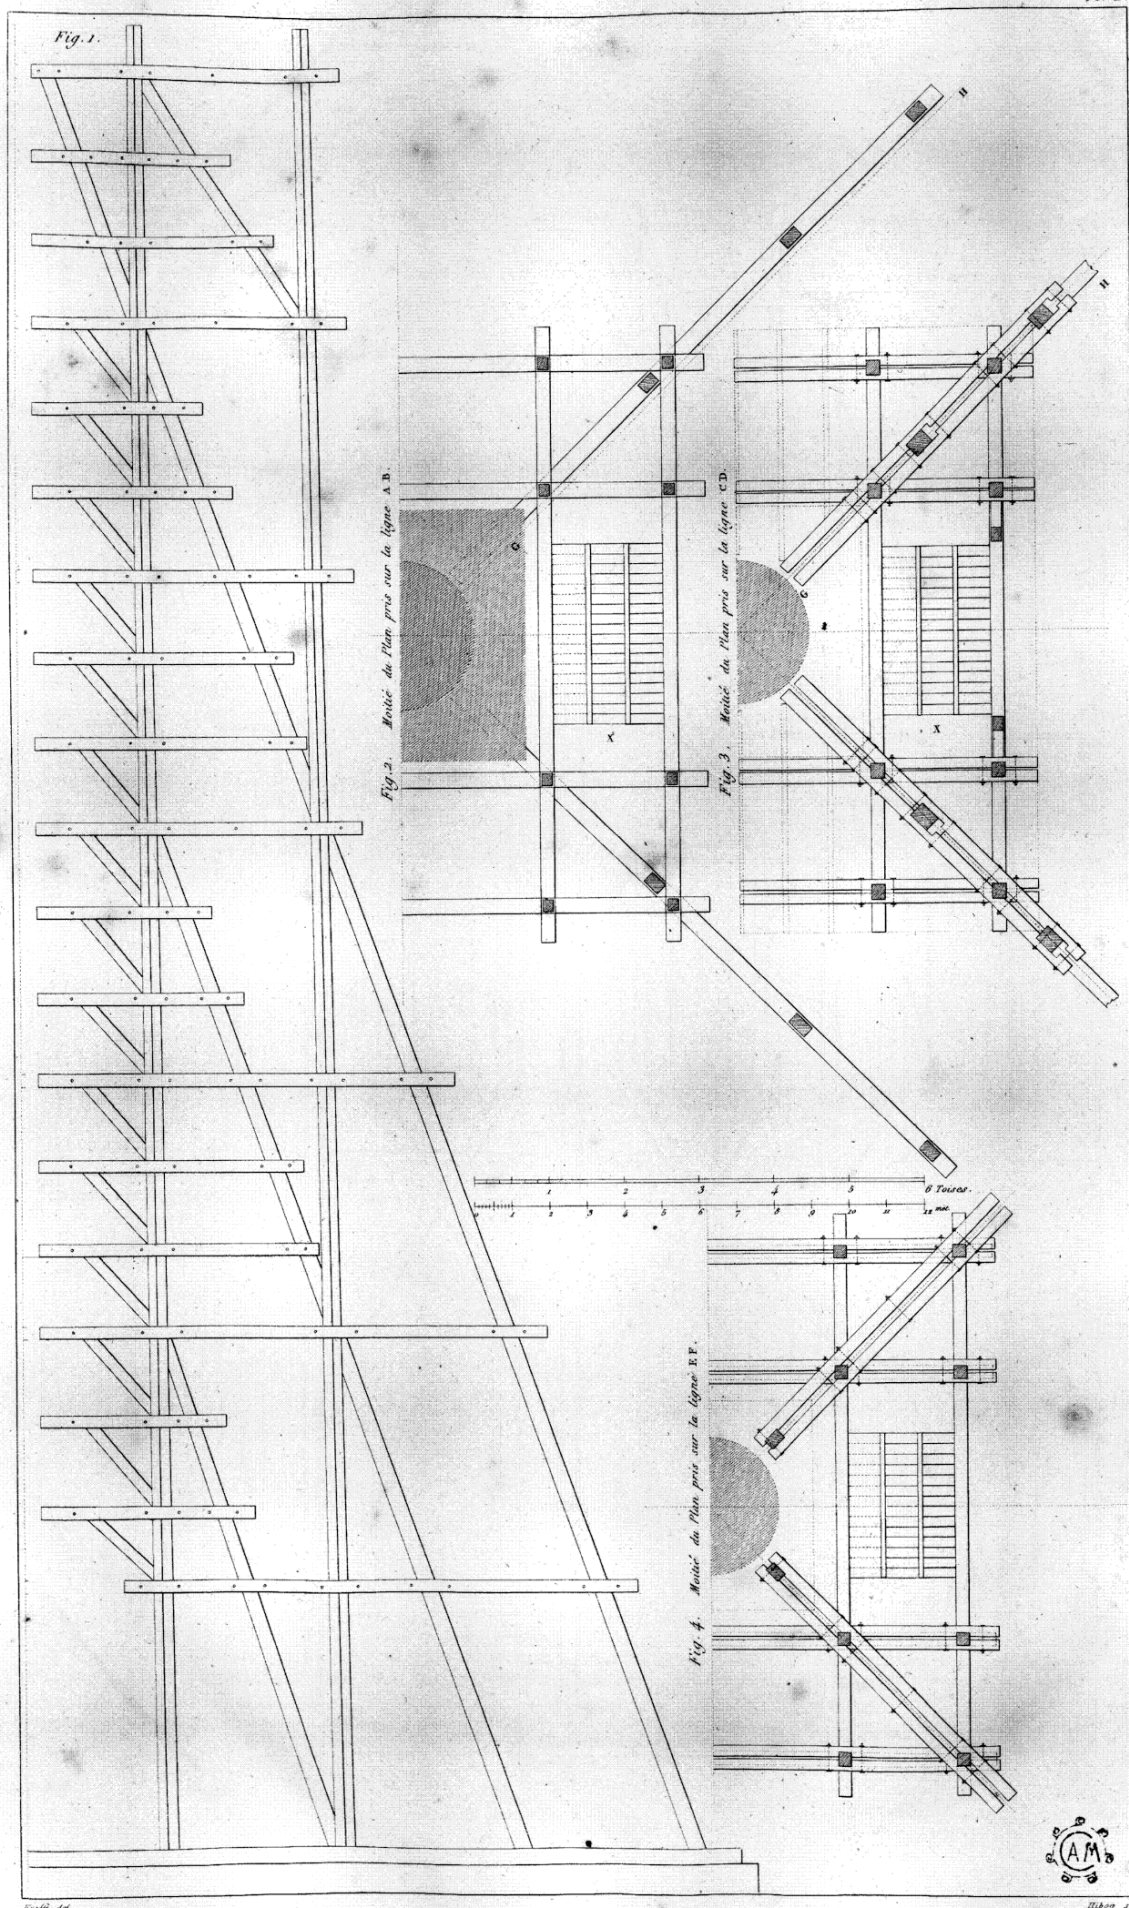 Fig. 1.
H
H
Fig. 2. Moitié du Plan pris sur la ligne A B.
G
X
Fig. 3. Moitié du Plan pris sur la ligne C D.
G
X
1 2 3 4 5 6 Toises.
0 1 2 3 4 5 6 7 8 9 10 11 12 met.
Fig. 4. Moitié du Plan pris sur la ligne E F.
AM